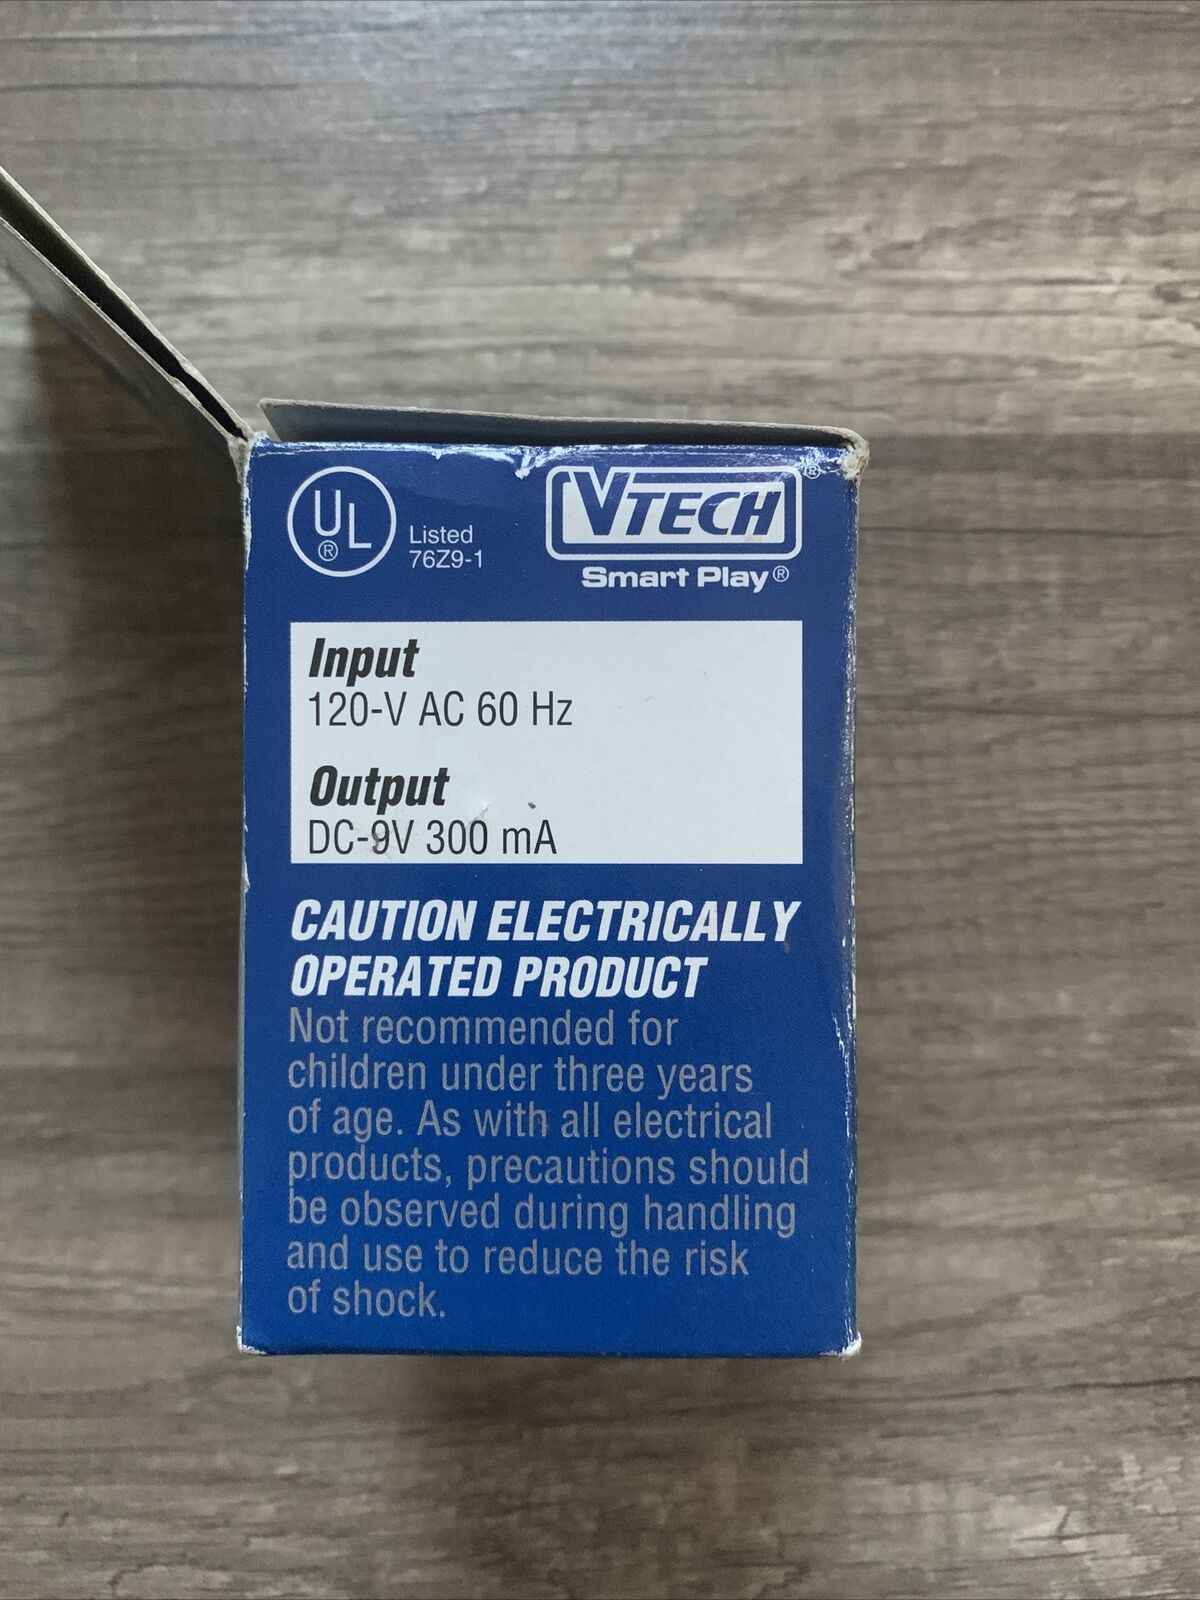 UL®
Listed
76Z9-1
VTECH®
Smart Play®
Input
120-V AC 60 Hz
Output
DC-9V 300 mA
CAUTION ELECTRICALLY
OPERATED PRODUCT
Not recommended for
children under three years
of age. As with all electrical
products, precautions should
be observed during handling
and use to reduce the risk
of shock.